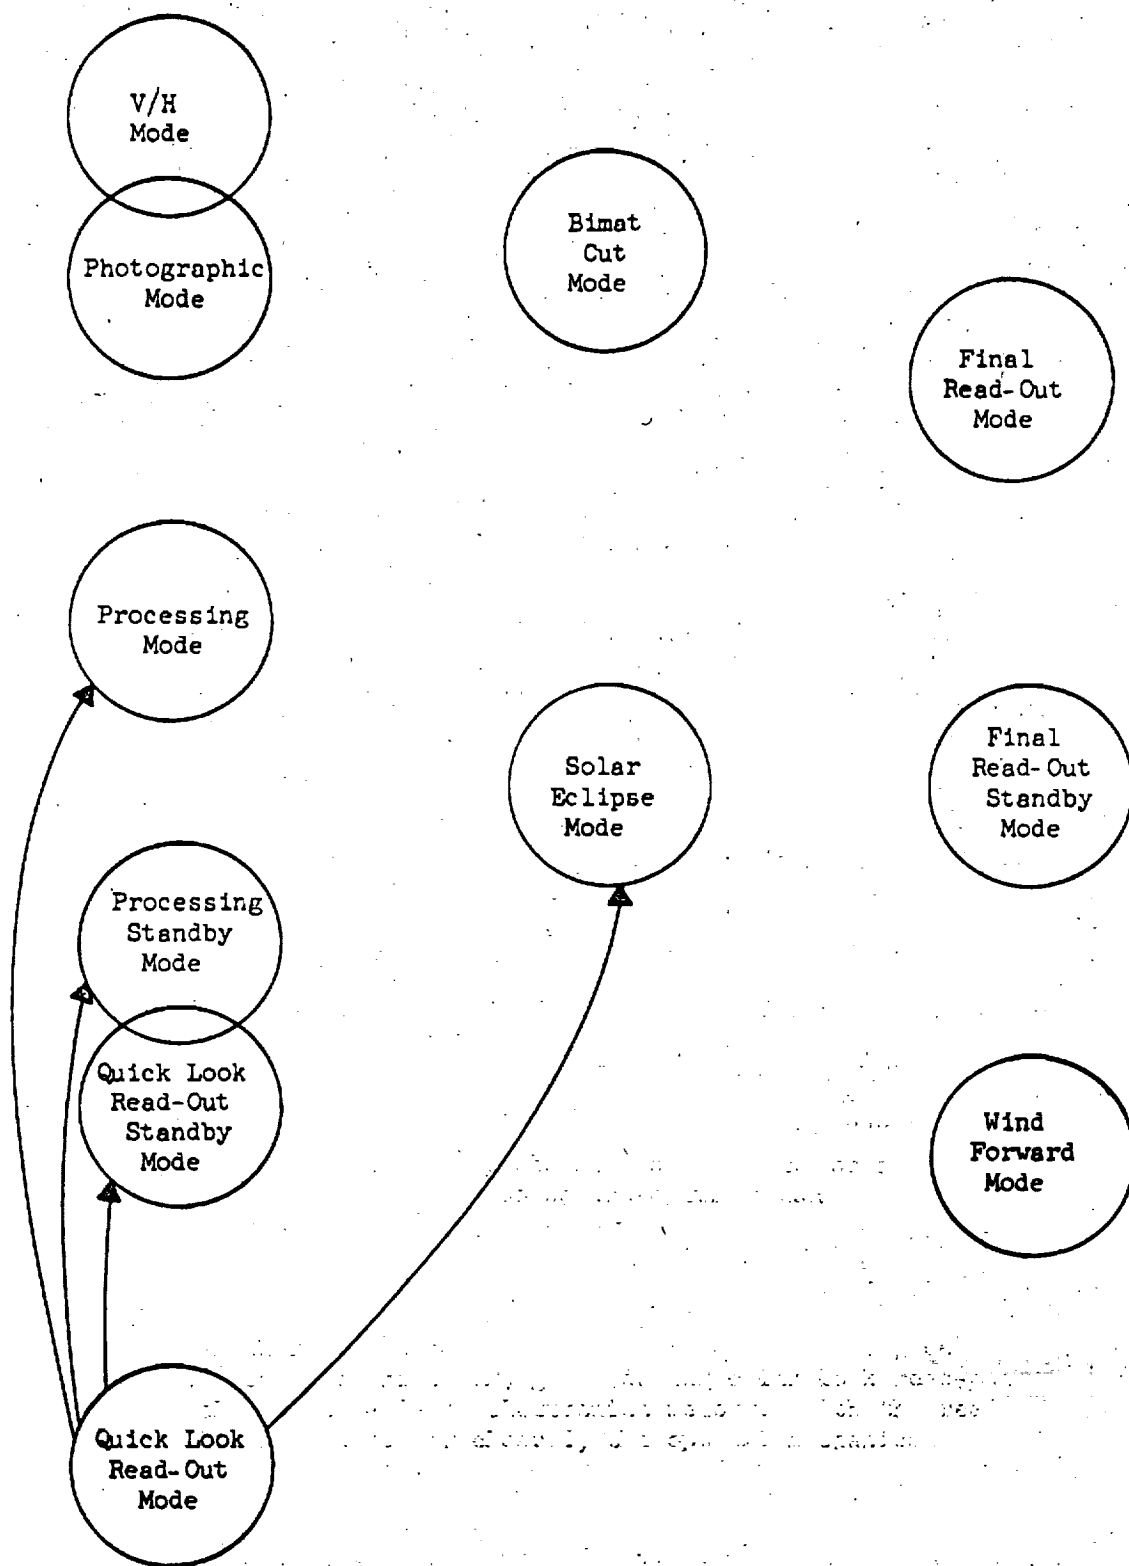 V/H
Mode
Photographic
Mode
Bimat
Cut
Mode
Final
Read-Out
Mode
Processing
Mode
Solar
Eclipse
Mode
Final
Read-Out
Standby
Mode
Processing
Standby
Mode
Quick Look
Read-Out
Standby
Mode
Wind
Forward
Mode
Quick Look
Read-Out
Mode